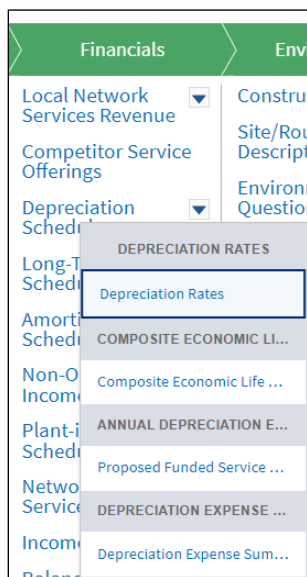 Financials
Env
Local Network
Services Revenue
Constru
Site/Rou
Descript
Competitor Service
Offerings
Environ
Questio
Depreciation
Schedu
DEPRECIATION RATES
Long-T
Schedu
Depreciation Rates
Amorti
Schedu
COMPOSITE ECONOMIC LI...
Non-O
Income
Composite Economic Life ...
ANNUAL DEPRECIATION E...
Plant-i
Schedu
Proposed Funded Service ...
Netwo
Service
DEPRECIATION EXPENSE ...
Incom
Depreciation Expense Sum...
Balanc